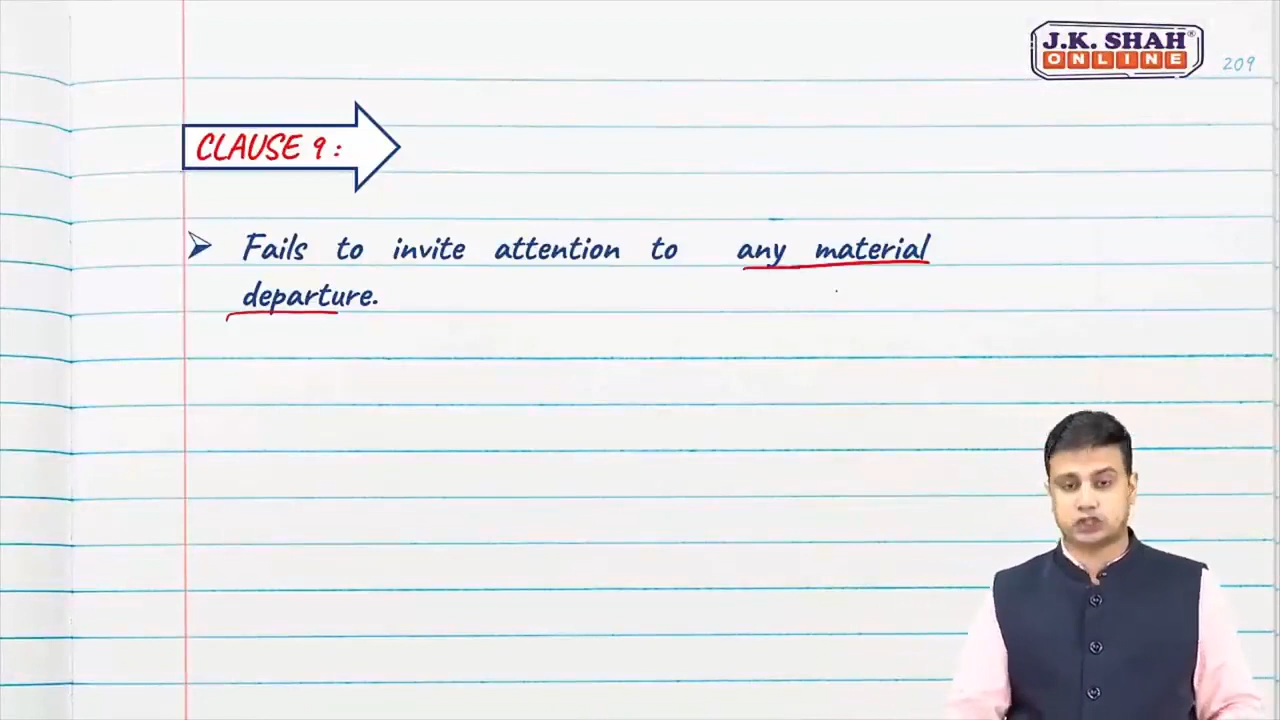 J.K. SHAH®
ONLINE
209
CLAUSE 9 :
Fails to invite attention to any material
departure.